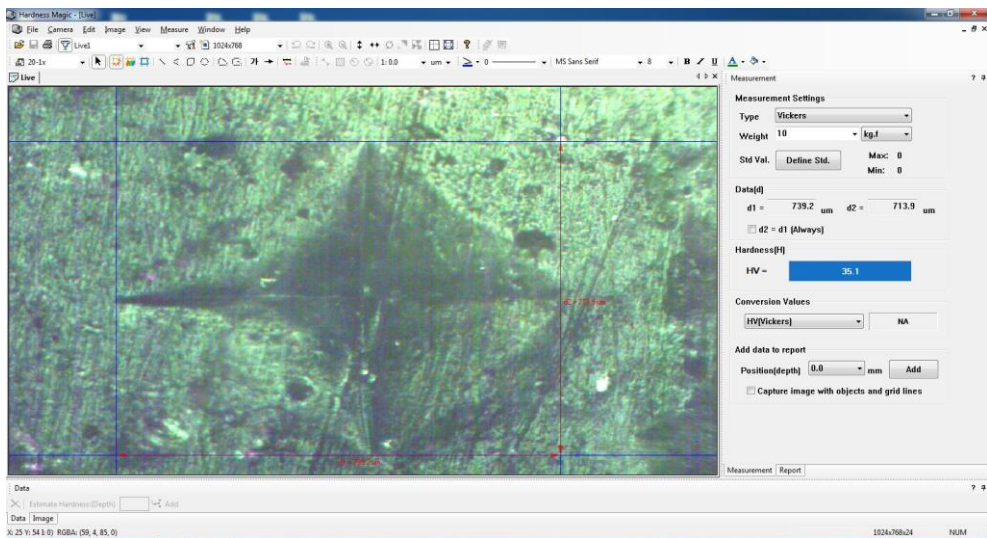 Hardness Magic - [Live]
File Camera Edit Image View Measure Window Help
Live1 1024x768
20-1x 1:0.0 um 0 MS Sans Serif 8 B I U A
Live
Measurement
Measurement Settings
Type Vickers
Weight 10 kg.f
Std Val. Define Std. Max: 0
Min: 0
Data(d)
d1 = 739.2 um d2 = 713.9 um
d2 = d1 (Always)
Hardness(H)
HV = 35.1
Conversion Values
HV(Vickers) NA
Add data to report
Position(depth) 0.0 mm Add
Capture image with objects and grid lines
Measurement Report
Data
Estimate Hardness:(Depth) Add
Data Image
X: 25 Y: 54 1:0) RGBA: (59, 4, 85, 0) 1024x768x24 NUM